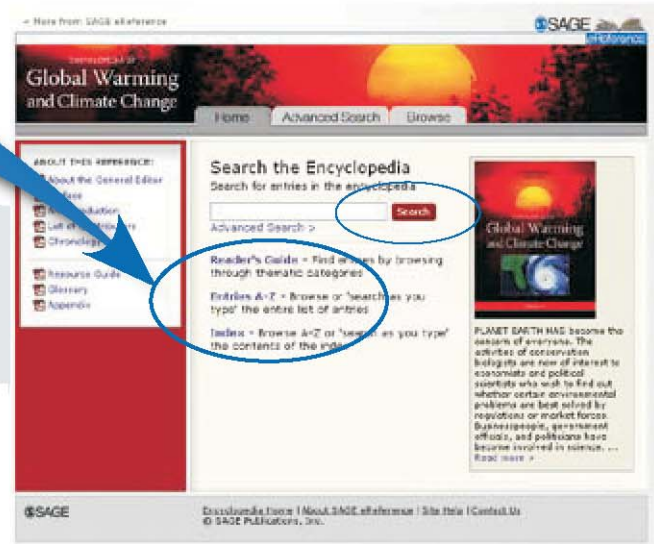 « More from SAGE eReference
SAGE
eReference
ENCYCLOPEDIA OF
Global Warming
and Climate Change
Home
Advanced Search
Browse
ABOUT THIS REFERENCE:
About the General Editor
List of
Chronology
Resource Guide
Glossary
Appendix
Search the Encyclopedia
Search for entries in the encyclopedia
Search
Advanced Search >
Reader's Guide - Find entries by browsing
through thematic categories
Entries A-Z - Browse or 'search as you
type' the entire list of entries
Index - Browse A-Z or 'search as you type'
the contents of the index
Global Warming
and Climate Change
PLANET EARTH HAS become the
concern of everyone. The
activities of conservation
biologists are now of interest to
economists and political
scientists who wish to find out
whether certain environmental
problems are best solved by
regulations or market forces.
Businesspeople, government
officials, and politicians have
become involved in science. ...
Read more >
SAGE
Encyclopedia Home | About SAGE eReference | Site Help | Contact Us
© SAGE Publications, Inc.